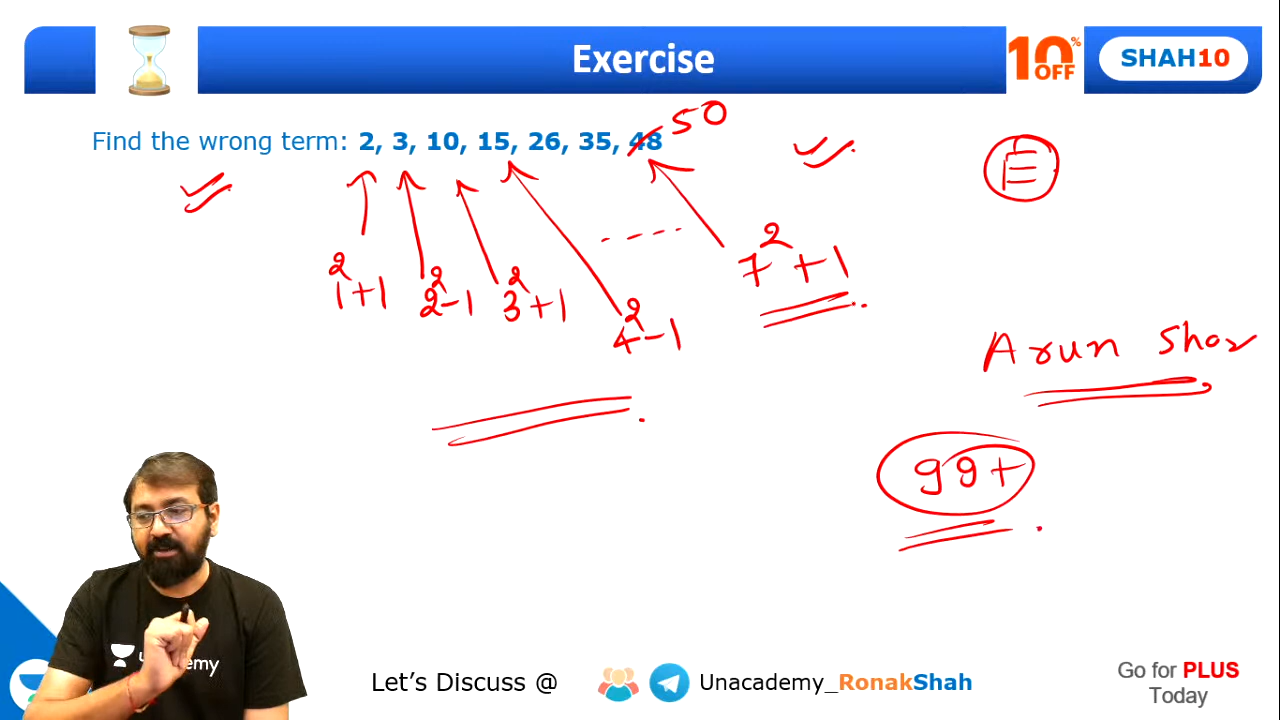 Exercise
10% OFF
SHAH10
Find the wrong term: 2, 3, 10, 15, 26, 35, 48
50
E
1²+1
2²-1
3²+1
4²-1
7²+1
Arun
99+
Let's Discuss @
Unacademy_RonakShah
Go for PLUS
Today